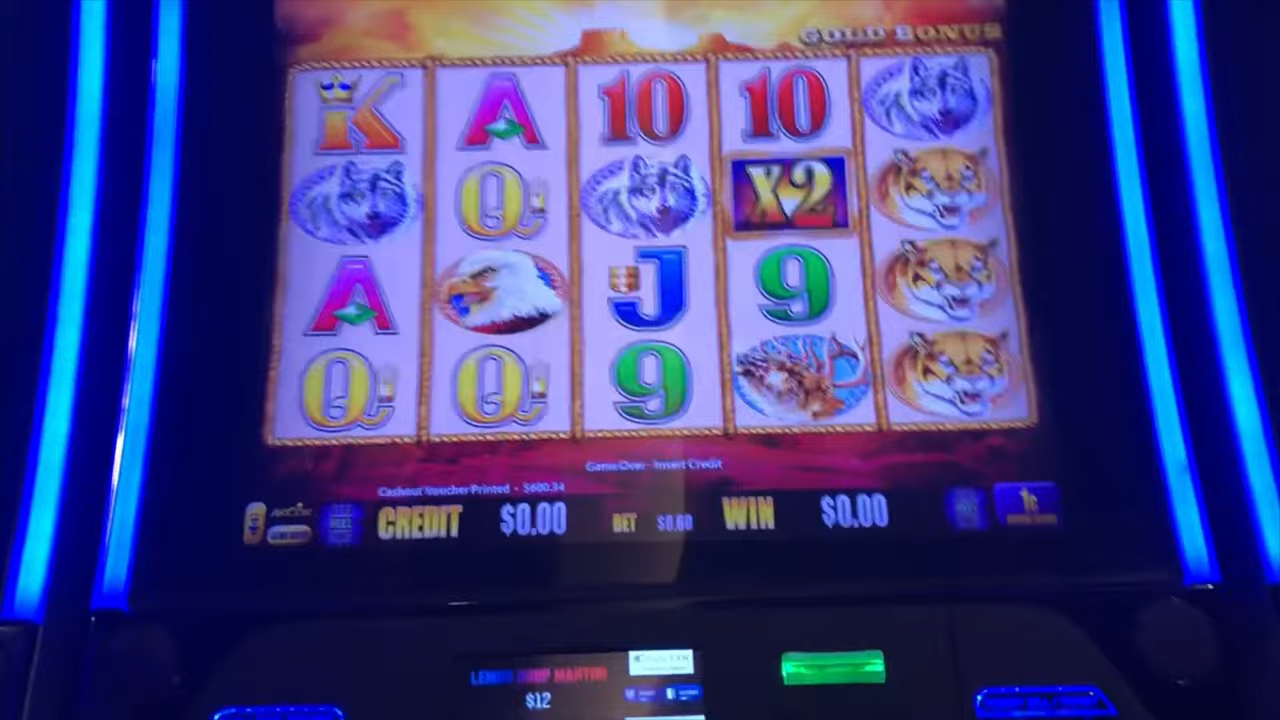 GOLD BONUS
K A 10 10
Q X2
A J 9
Q Q 9
Game Over - Insert Credit
Cashout Voucher Printed - $600.34
CREDIT $0.00 BET $0.60 WIN $0.00
1¢
LEMON DROP MARTINI
$12